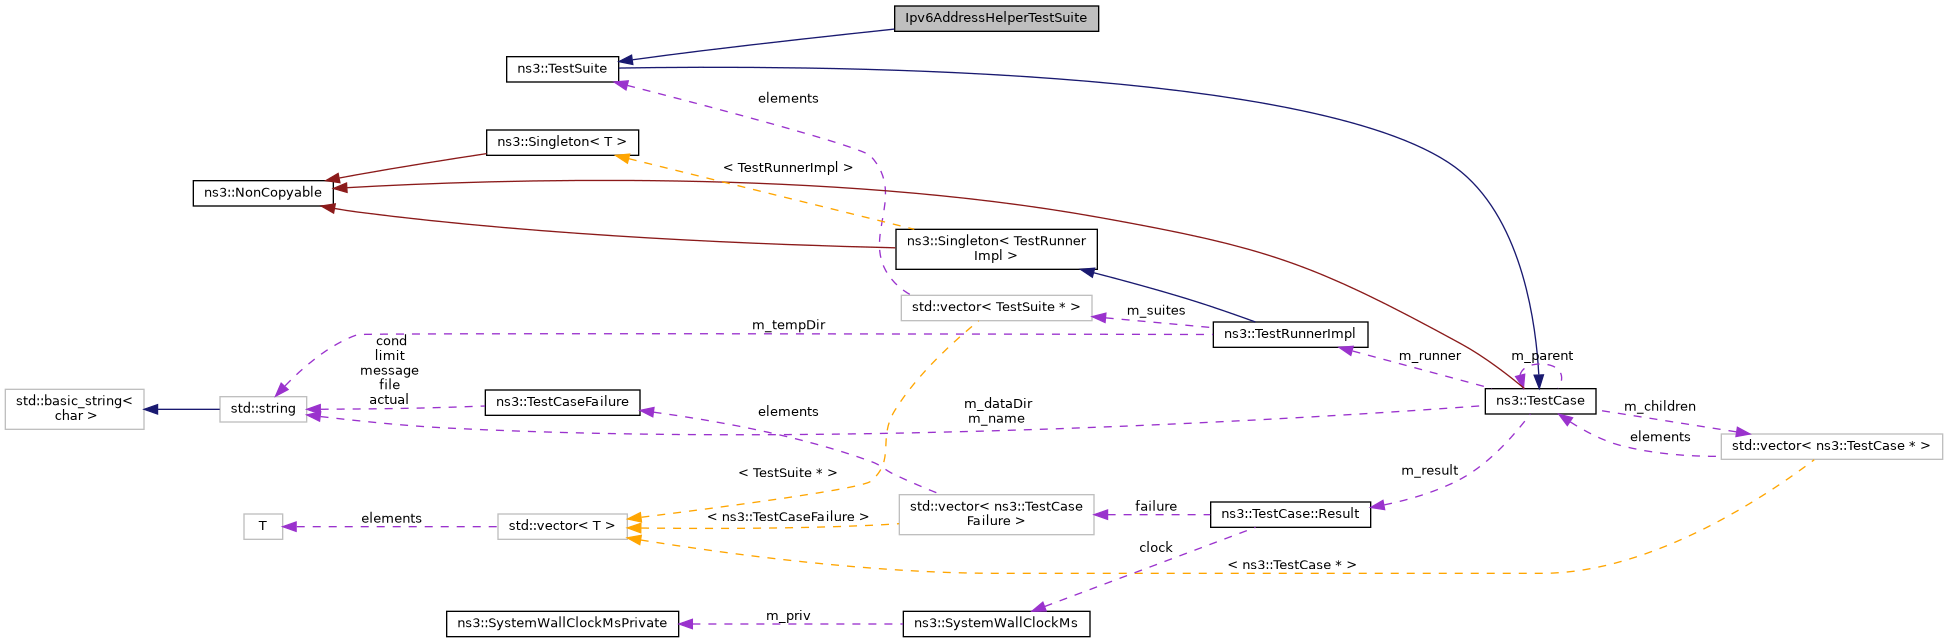 Ipv6AddressHelperTestSuite
ns3::TestSuite
elements
ns3::Singleton< T >
< TestRunnerImpl >
ns3::NonCopyable
ns3::Singleton< TestRunner
Impl >
std::vector< TestSuite * >
m_suites
m_tempDir
ns3::TestRunnerImpl
cond
limit
message
file
actual
m_runner
m_parent
std::basic_string<
char >
std::string
ns3::TestCaseFailure
elements
m_dataDir
m_name
ns3::TestCase
m_children
elements
std::vector< ns3::TestCase * >
< TestSuite * >
m_result
T
elements
std::vector< T >
< ns3::TestCaseFailure >
std::vector< ns3::TestCase
Failure >
failure
ns3::TestCase::Result
clock
< ns3::TestCase * >
ns3::SystemWallClockMsPrivate
m_priv
ns3::SystemWallClockMs